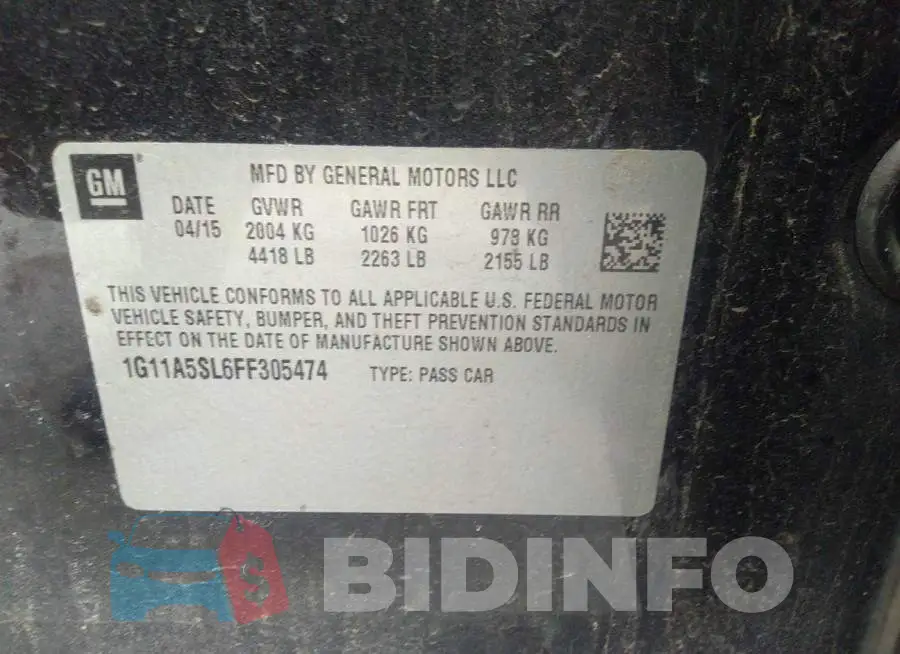 GM
MFD BY GENERAL MOTORS LLC
DATE GVWR GAWR FRT GAWR RR
04/15 2004 KG 1026 KG 978 KG
4418 LB 2263 LB 2155 LB
THIS VEHICLE CONFORMS TO ALL APPLICABLE U.S. FEDERAL MOTOR
VEHICLE SAFETY, BUMPER, AND THEFT PREVENTION STANDARDS IN
EFFECT ON THE DATE OF MANUFACTURE SHOWN ABOVE.
1G11A5SL6FF305474 TYPE: PASS CAR
$ BIDINFO